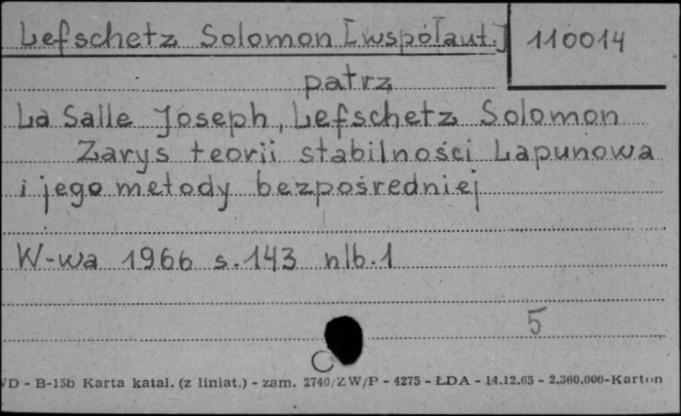 Lefschetz Solomon [współaut.] 110014
patrz
La Salle Joseph, Lefschetz Solomon
Zarys teorii stabilności Lapunowa
i jego metody bezpośredniej
W-wa 1966 s. 143 nlb. 1
5
VD - B-15b Karta katal. (z liniat.) - zam. 2740/ZW/P - 4275 - ŁDA - 14.12.65 - 2.360.000-Karton